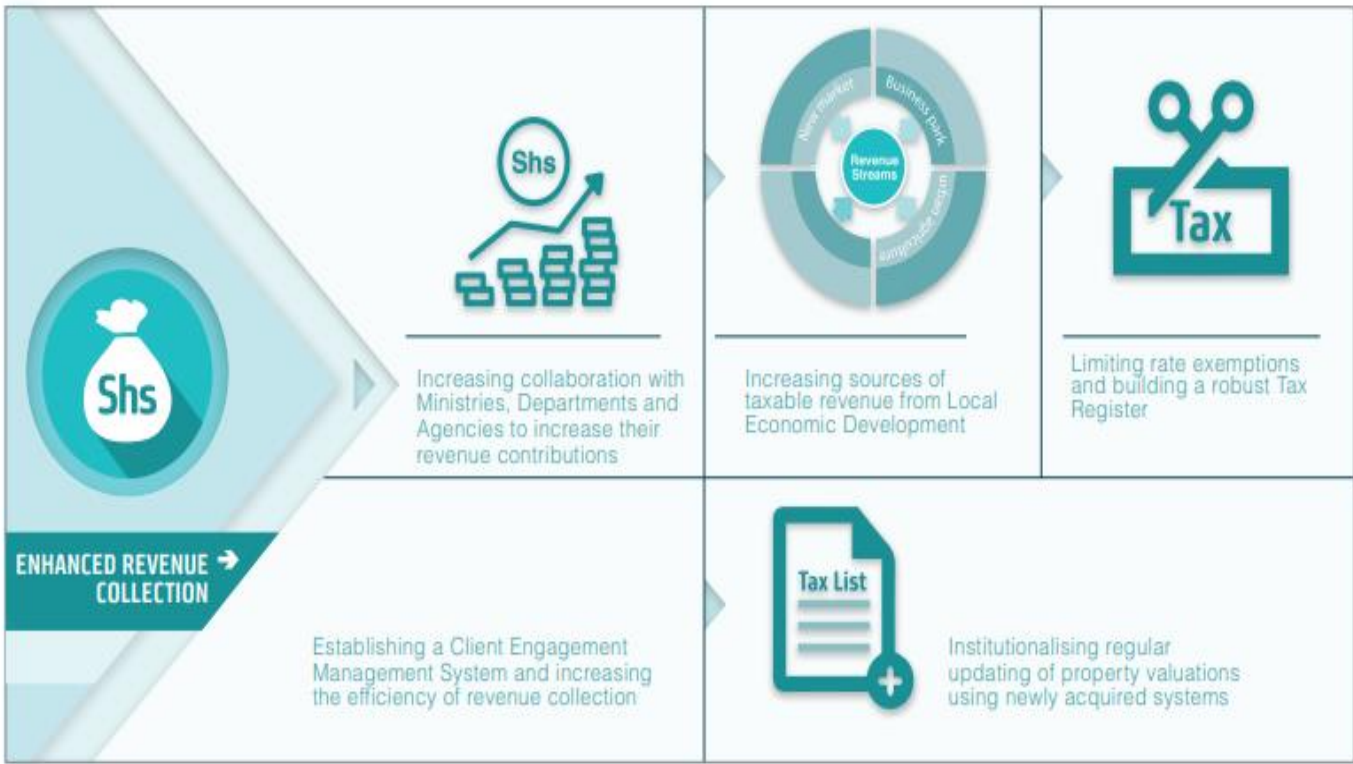 Shs
ENHANCED REVENUE
COLLECTION
Shs
Increasing collaboration with
Ministries, Departments and
Agencies to increase their
revenue contributions
New market
Business park
urban agriculture
Revenue
Streams
Increasing sources of
taxable revenue from Local
Economic Development
Tax
Limiting rate exemptions
and building a robust Tax
Register
Establishing a Client Engagement
Management System and increasing
the efficiency of revenue collection
Tax List
Institutionalising regular
updating of property valuations
using newly acquired systems